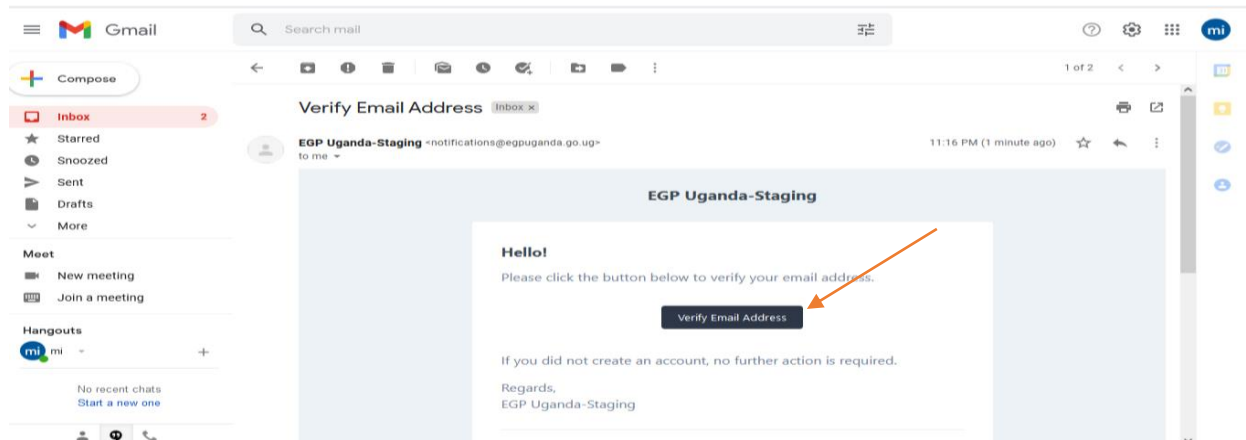 Gmail
Search mail
mi
Compose
1 of 2
Inbox 2
Starred
Snoozed
Sent
Drafts
More
Meet
New meeting
Join a meeting
Hangouts
mi mi
No recent chats
Start a new one
Verify Email Address Inbox x
EGP Uganda-Staging <notifications@egpuganda.go.ug>
11:16 PM (1 minute ago)
to me
EGP Uganda-Staging
Hello!
Please click the button below to verify your email address.
Verify Email Address
If you did not create an account, no further action is required.
Regards,
EGP Uganda-Staging